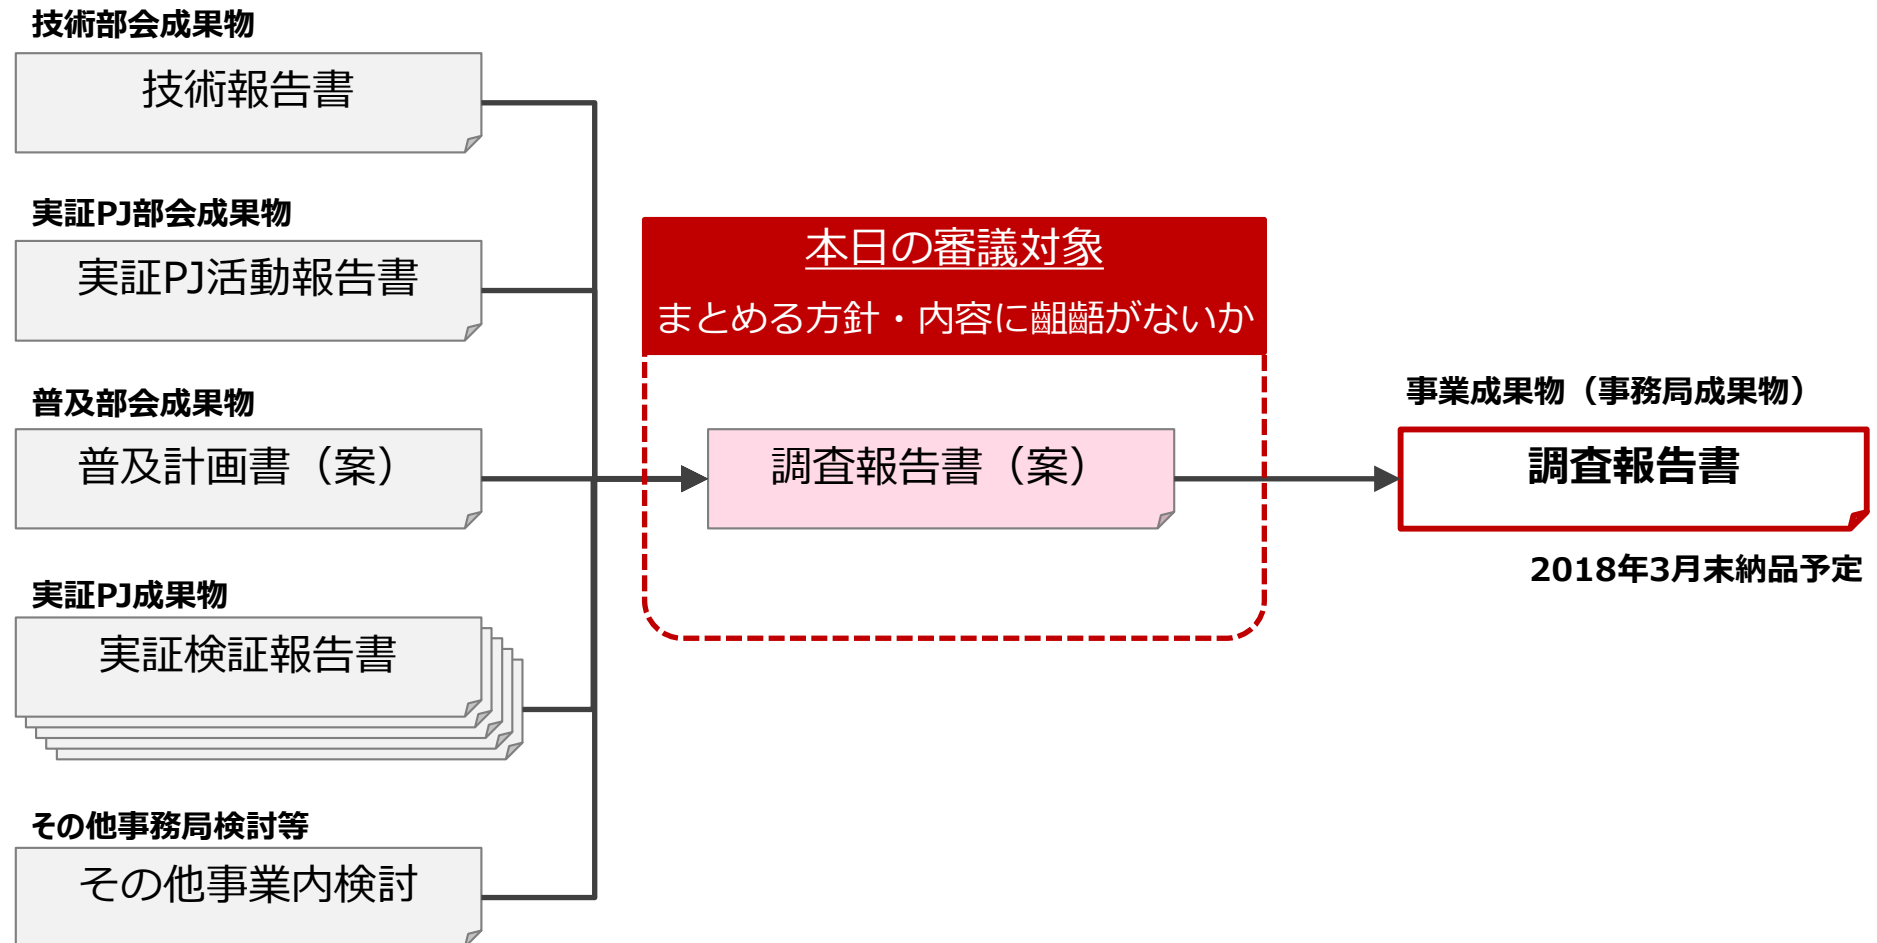 技術部会成果物
技術報告書
実証PJ部会成果物
実証PJ活動報告書
普及部会成果物
普及計画書（案）
実証PJ成果物
実証検証報告書
その他事務局検討等
その他事業内検討
本日の審議対象
まとめる方針・内容に齟齬がないか
調査報告書（案）
事業成果物（事務局成果物）
調査報告書
2018年3月末納品予定